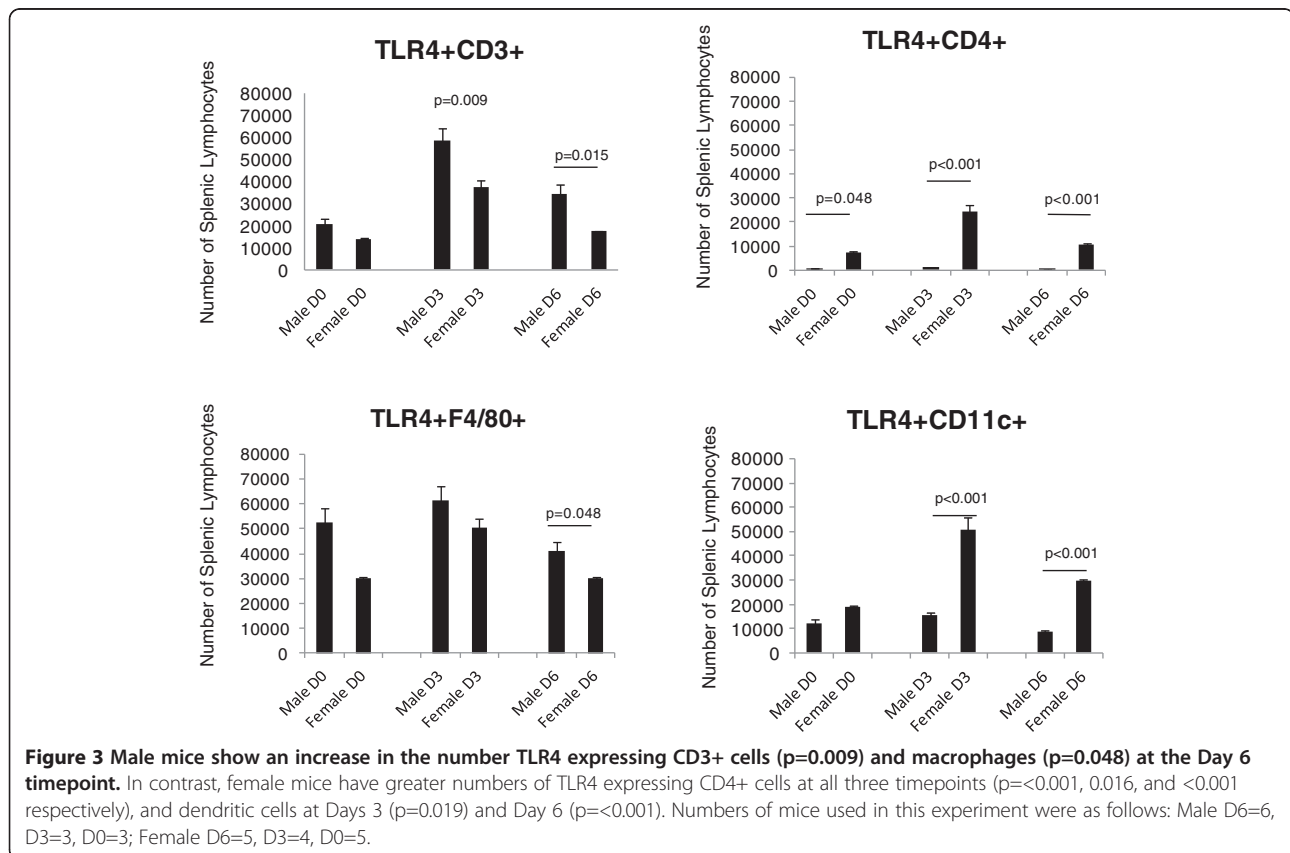 TLR4+CD3+
Number of Splenic Lymphocytes
80000
70000
60000
50000
40000
30000
20000
10000
0
p=0.009
p=0.015
Male D0
Female D0
Male D3
Female D3
Male D6
Female D6
TLR4+CD4+
Number of Splenic Lymphocytes
80000
70000
60000
50000
40000
30000
20000
10000
0
p=0.048
p<0.001
p<0.001
Male D0
Female D0
Male D3
Female D3
Male D6
Female D6
TLR4+F4/80+
Number of Splenic Lymphocytes
80000
70000
60000
50000
40000
30000
20000
10000
0
p=0.048
Male D0
Female D0
Male D3
Female D3
Male D6
Female D6
TLR4+CD11c+
Number of Splenic Lymphocytes
80000
70000
60000
50000
40000
30000
20000
10000
0
p<0.001
p<0.001
Male D0
Female D0
Male D3
Female D3
Male D6
Female D6
Figure 3 Male mice show an increase in the number TLR4 expressing CD3+ cells (p=0.009) and macrophages (p=0.048) at the Day 6
timepoint. In contrast, female mice have greater numbers of TLR4 expressing CD4+ cells at all three timepoints (p=<0.001, 0.016, and <0.001
respectively), and dendritic cells at Days 3 (p=0.019) and Day 6 (p=<0.001). Numbers of mice used in this experiment were as follows: Male D6=6,
D3=3, D0=3; Female D6=5, D3=4, D0=5.